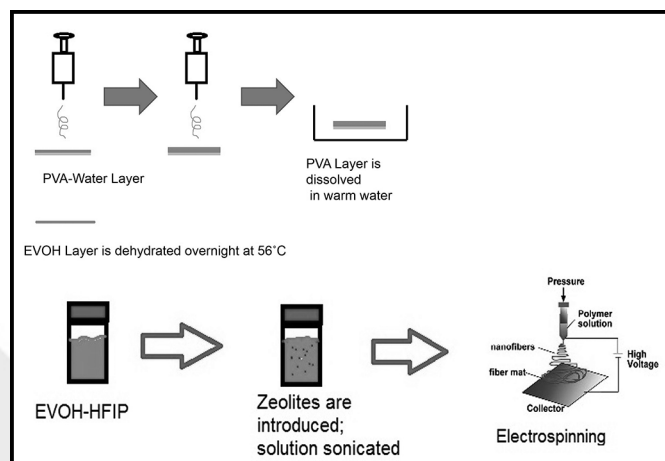 PVA-Water Layer
PVA Layer is
dissolved
in warm water
EVOH Layer is dehydrated overnight at 56˚C
EVOH-HFIP
Zeolites are
introduced;
solution sonicated
Pressure
Polymer
solution
nanofibers
High
Voltage
fiber mat
Collector
Electrospinning